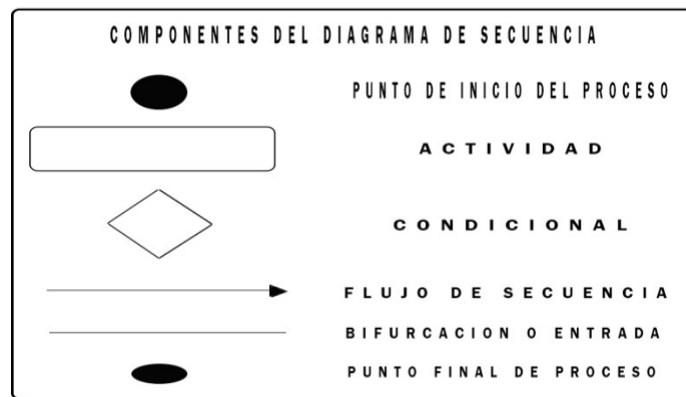 COMPONENTES DEL DIAGRAMA DE SECUENCIA
PUNTO DE INICIO DEL PROCESO
ACTIVIDAD
CONDICIONAL
FLUJO DE SECUENCIA
BIFURCACION O ENTRADA
PUNTO FINAL DE PROCESO